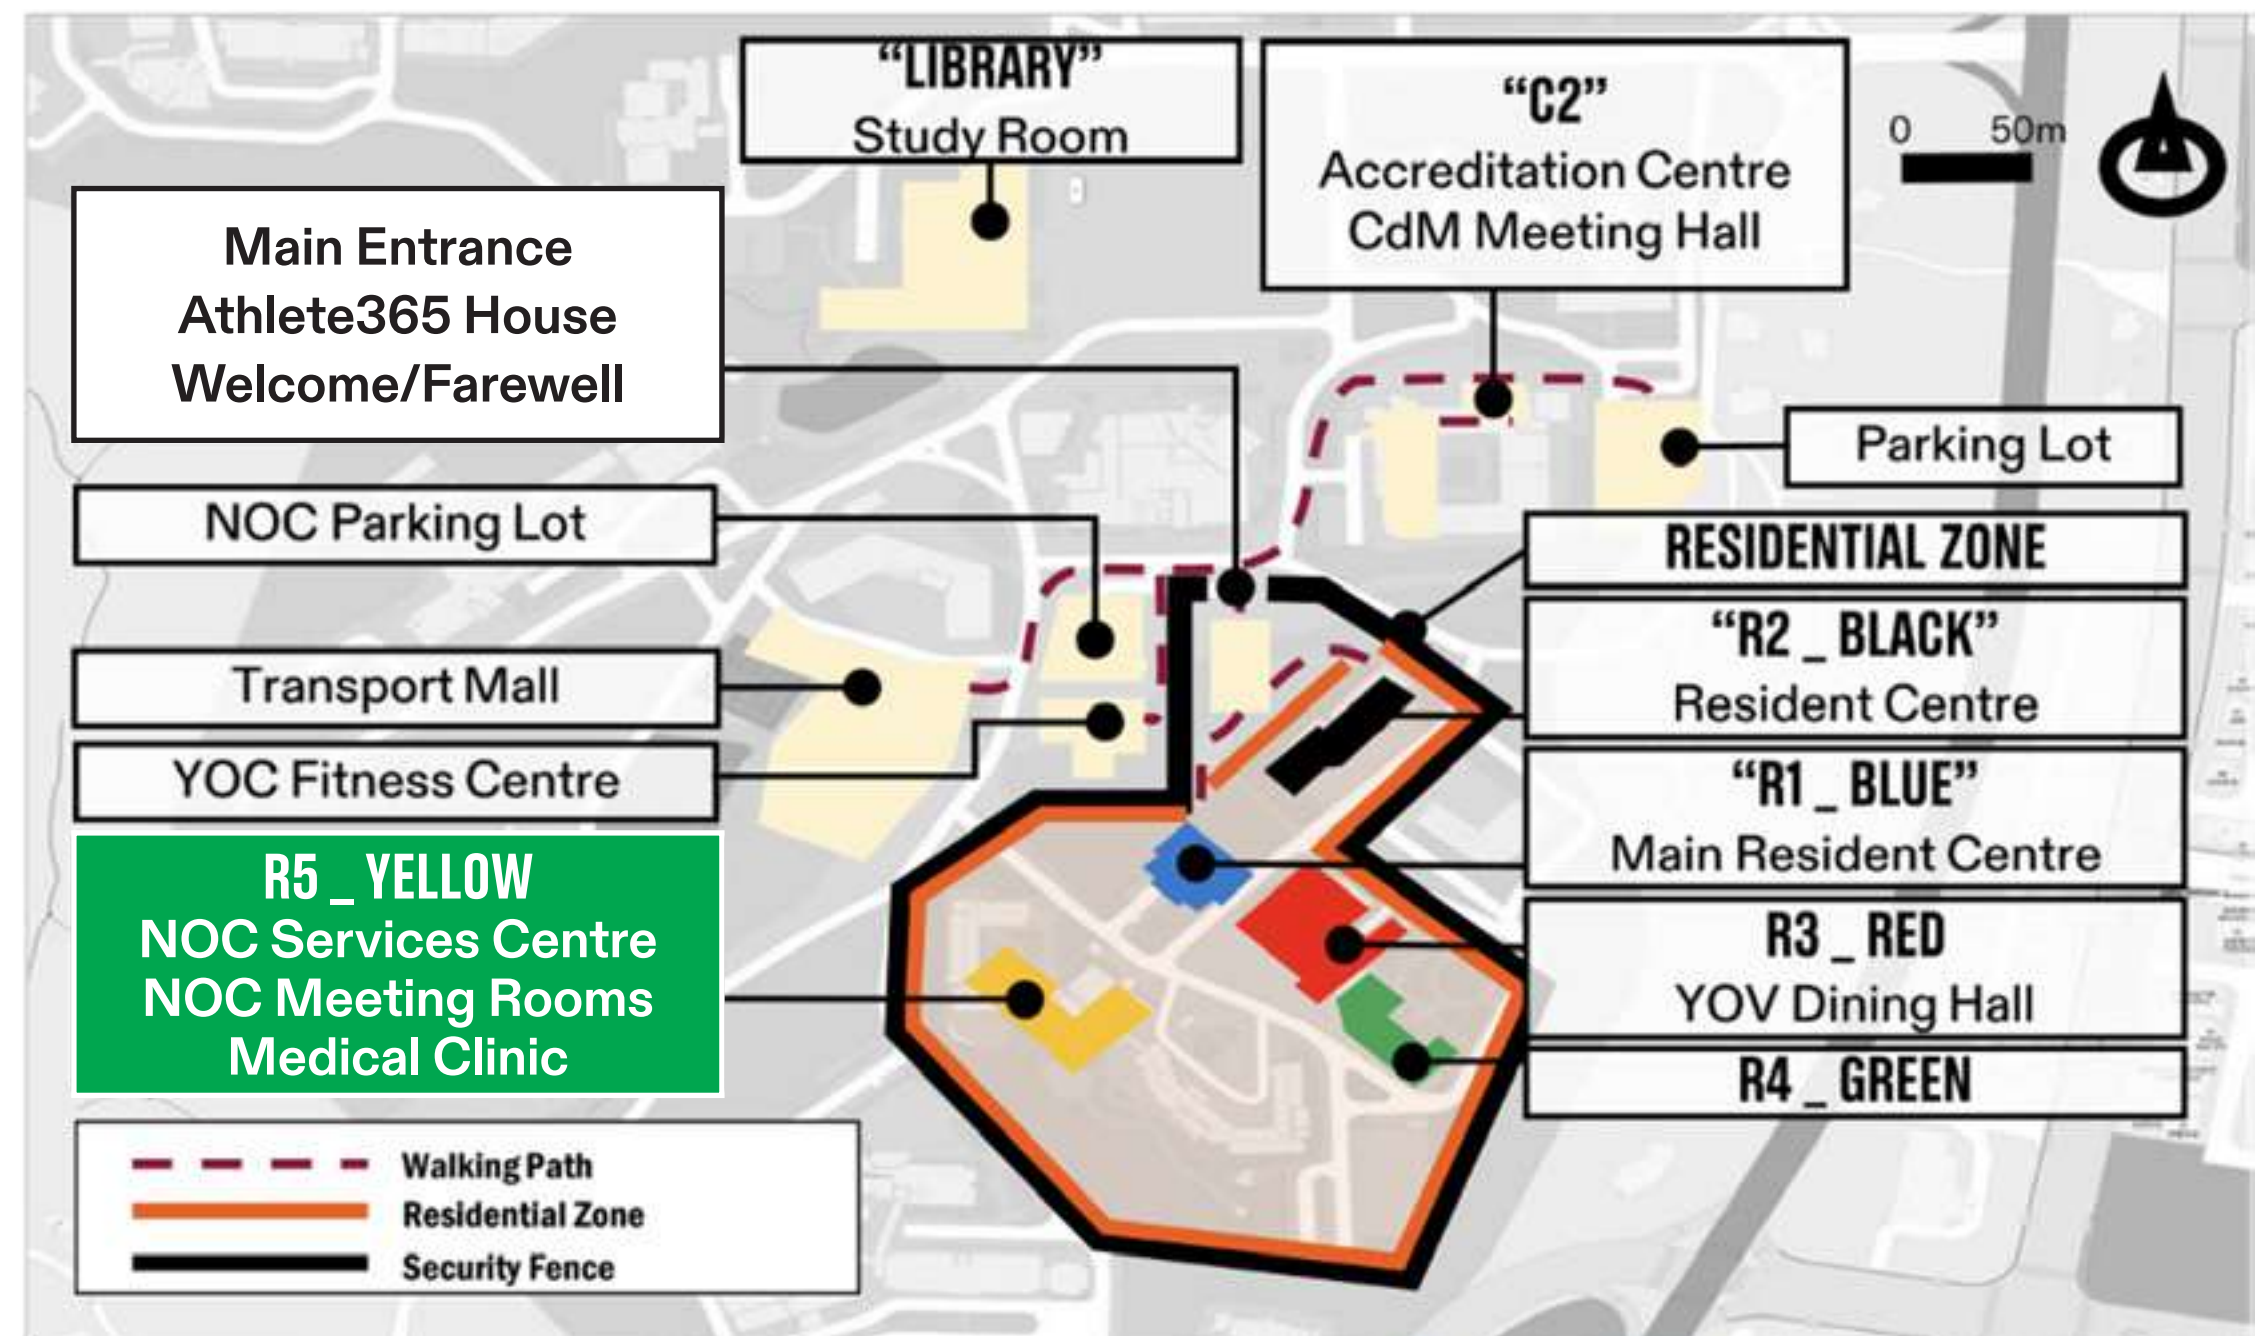 “LIBRARY”
Study Room
“C2”
Accreditation Centre
CdM Meeting Hall
0 50m
Main Entrance
Athlete365 House
Welcome/Farewell
NOC Parking Lot
Transport Mall
YOC Fitness Centre
R5 _ YELLOW
NOC Services Centre
NOC Meeting Rooms
Medical Clinic
Parking Lot
RESIDENTIAL ZONE
“R2 _ BLACK”
Resident Centre
“R1 _ BLUE”
Main Resident Centre
R3 _ RED
YOV Dining Hall
R4 _ GREEN
Walking Path
Residential Zone
Security Fence